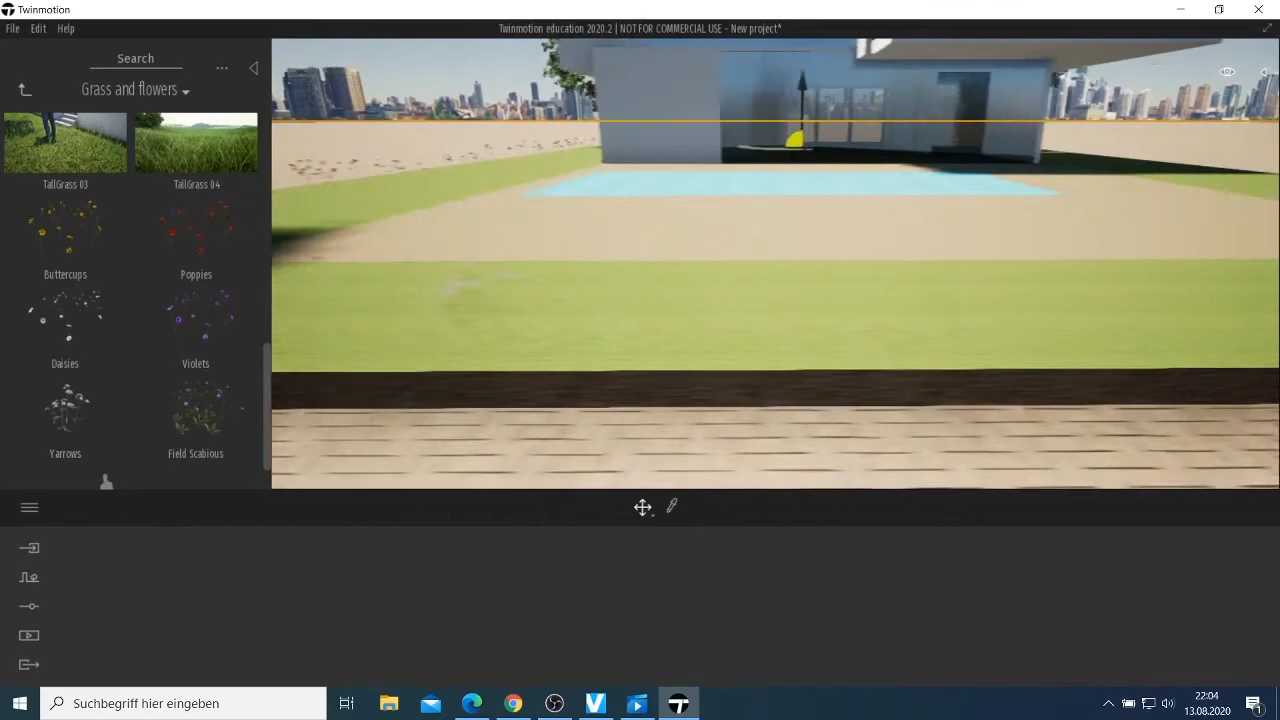 Twinmotion
File Edit Help
Twinmotion education 2020.2 | NOT FOR COMMERCIAL USE - New project*
Search
...
Grass and flowers
TallGrass 03
TallGrass 04
Buttercups
Poppies
Daisies
Violets
Yarrows
Field Scabious
Suchbegriff hier eingeben
22:04
13.08.2020
1